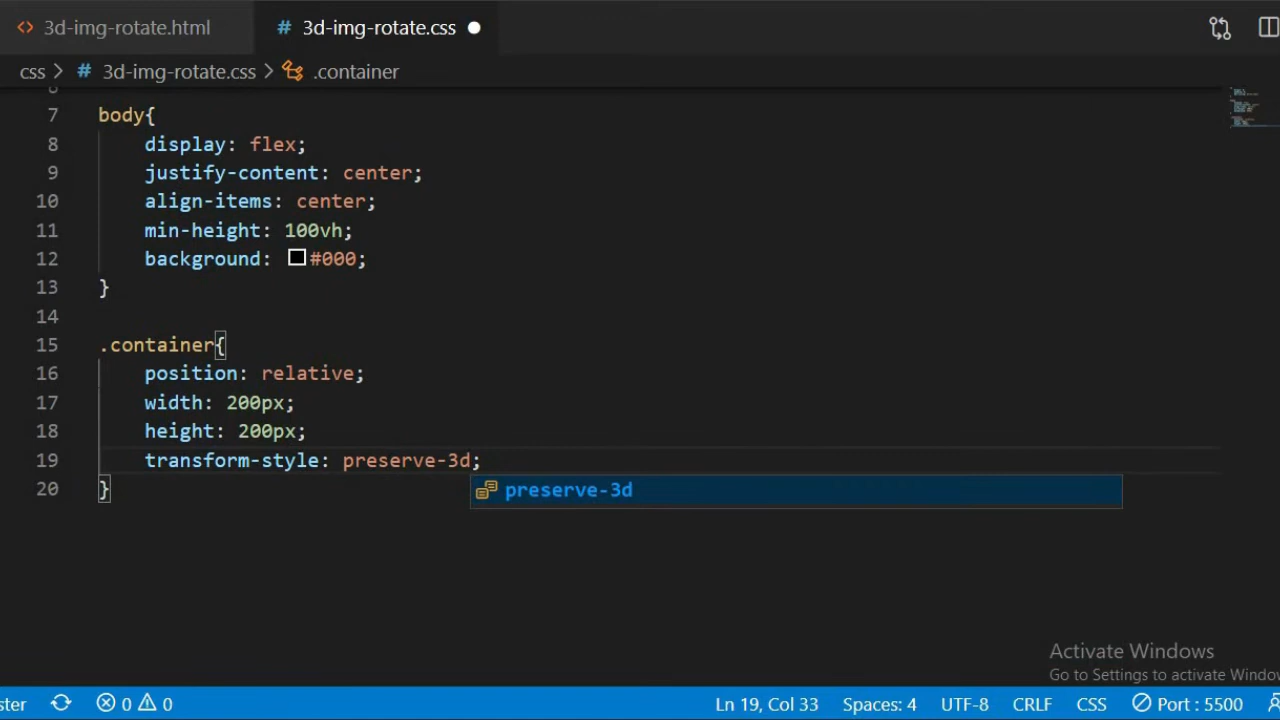 3d-img-rotate.html
# 3d-img-rotate.css
css > # 3d-img-rotate.css > .container
7 body{
8 display: flex;
9 justify-content: center;
10 align-items: center;
11 min-height: 100vh;
12 background: #000;
13 }
14
15 .container{
16 position: relative;
17 width: 200px;
18 height: 200px;
19 transform-style: preserve-3d;
20 }
preserve-3d
Activate Windows
Go to Settings to activate Windo
ster 0 0 Ln 19, Col 33 Spaces: 4 UTF-8 CRLF CSS Port : 5500